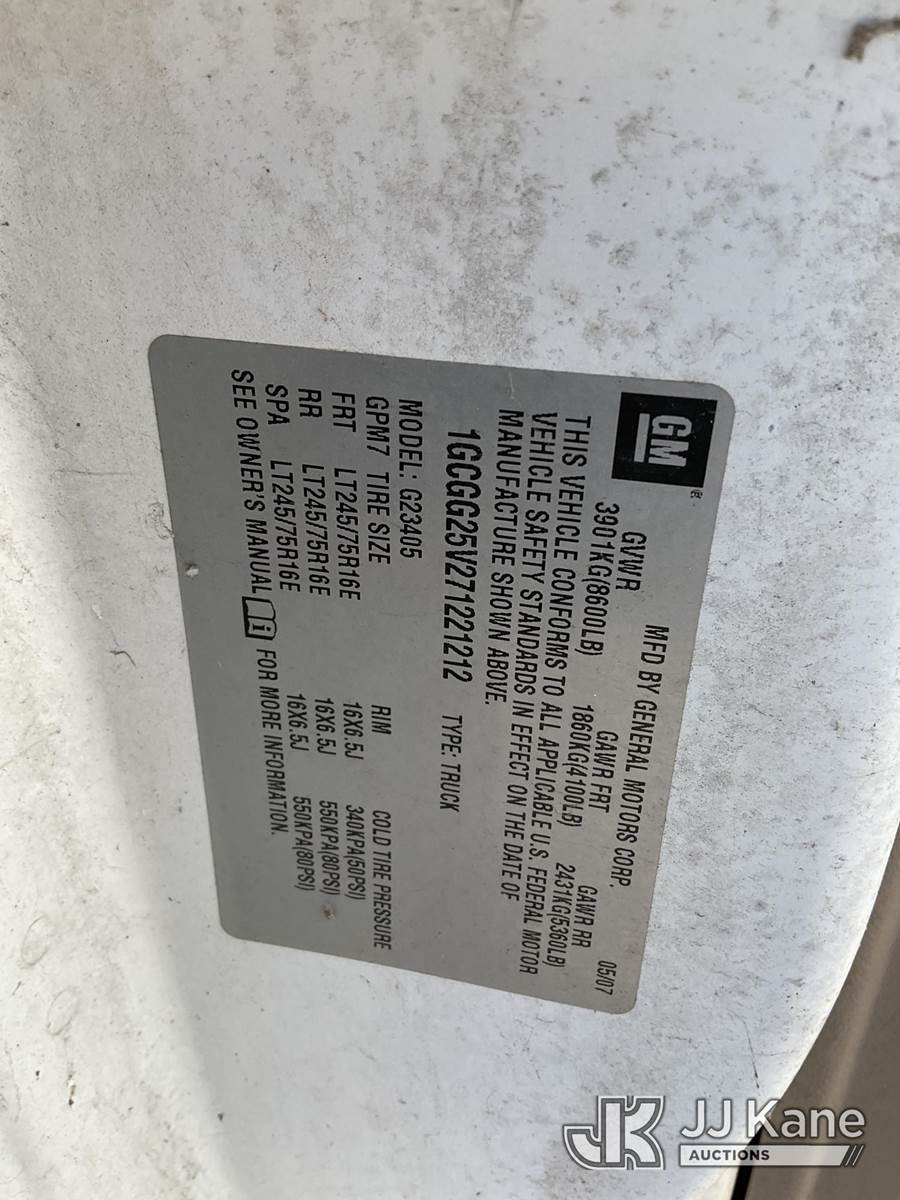 GM
MFD BY GENERAL MOTORS CORP. 05/07
GVWR GAWR FRT GAWR RR
3901KG(8600LB) 1860KG(4100LB) 2431KG(5360LB)
THIS VEHICLE CONFORMS TO ALL APPLICABLE U.S. FEDERAL MOTOR
VEHICLE SAFETY STANDARDS IN EFFECT ON THE DATE OF
MANUFACTURE SHOWN ABOVE.
1GCGG25V271221212 TYPE: TRUCK
MODEL: G23405
GPM7 TIRE SIZE RIM COLD TIRE PRESSURE
FRT LT245/75R16E 16X6.5J 340KPA(50PSI)
RR LT245/75R16E 16X6.5J 550KPA(80PSI)
SPA LT245/75R16E 16X6.5J 550KPA(80PSI)
SEE OWNER'S MANUAL FOR MORE INFORMATION.
JK JJ Kane
AUCTIONS